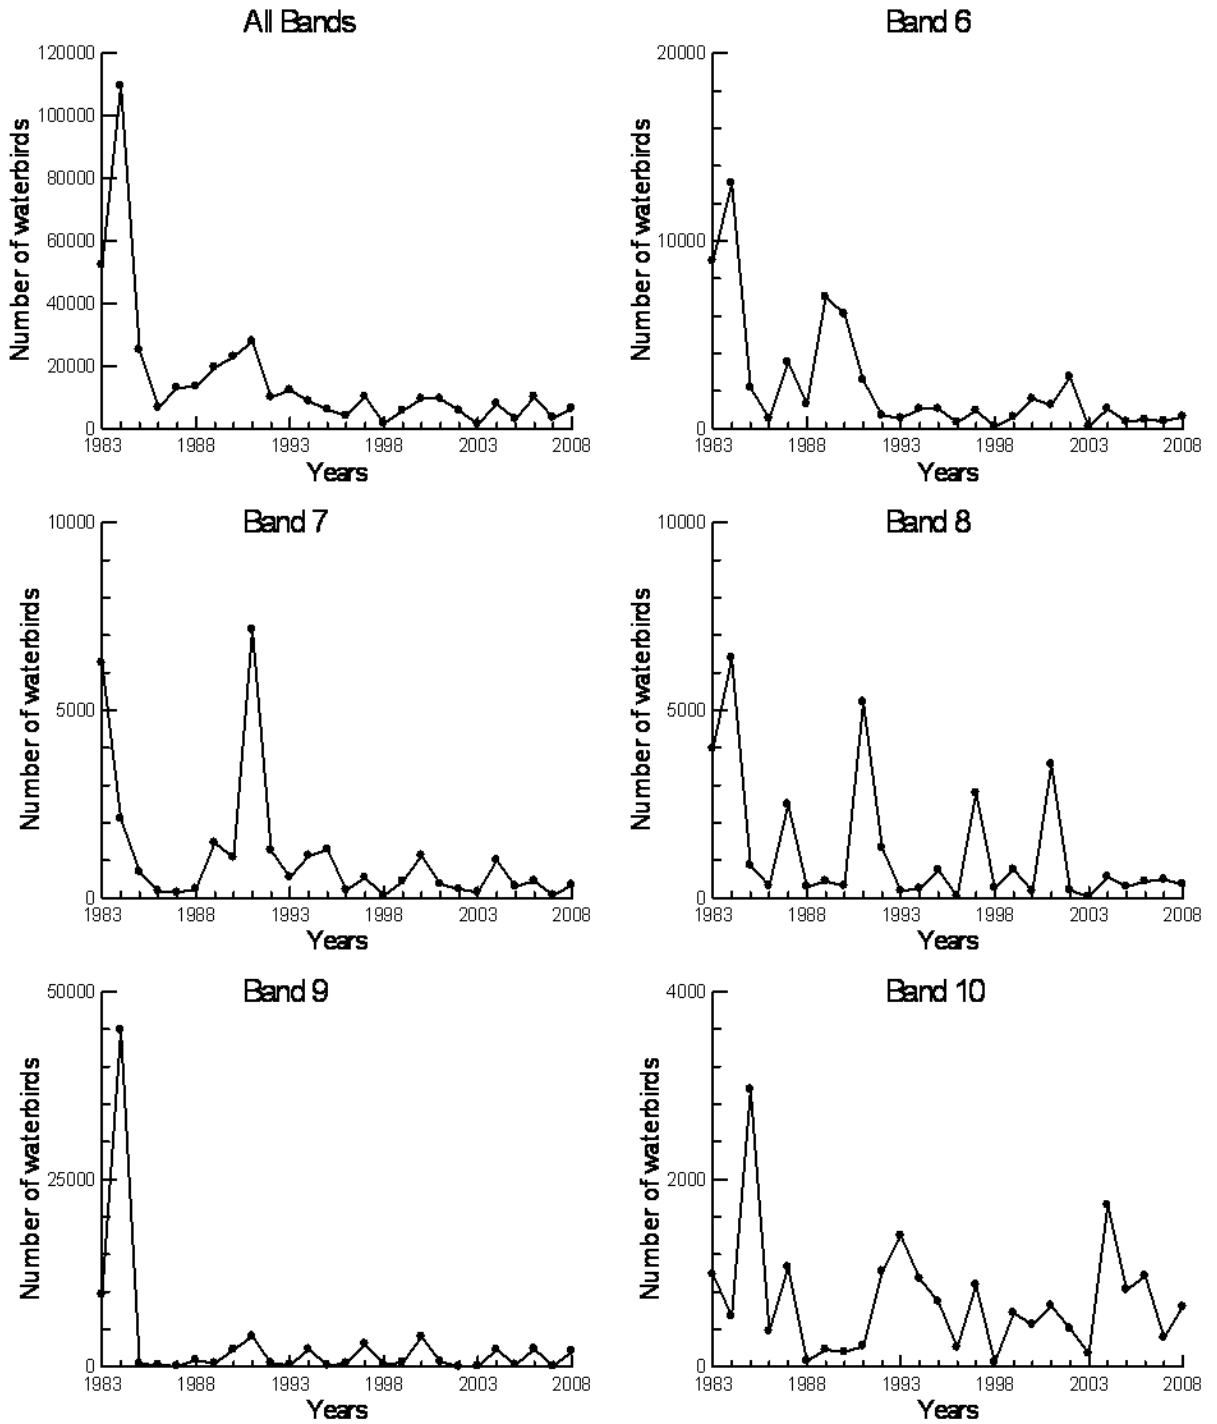 All Bands
120000
100000
80000
60000
40000
20000
0
Number of waterbirds
1983 1988 1993 1998 2003 2008
Years
Band 6
20000
10000
0
Number of waterbirds
1983 1988 1993 1998 2003 2008
Years
Band 7
10000
5000
0
Number of waterbirds
1983 1988 1993 1998 2003 2008
Years
Band 8
10000
5000
0
Number of waterbirds
1983 1988 1993 1998 2003 2008
Years
Band 9
50000
25000
0
Number of waterbirds
1983 1988 1993 1998 2003 2008
Years
Band 10
4000
2000
0
Number of waterbirds
1983 1988 1993 1998 2003 2008
Years